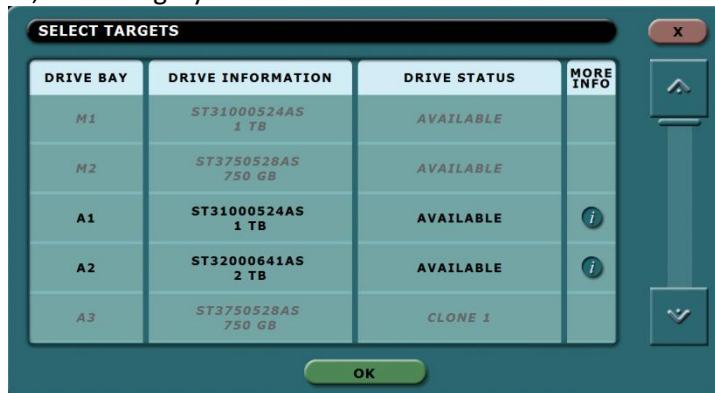 SELECT TARGETS
X
DRIVE BAY DRIVE INFORMATION DRIVE STATUS MORE INFO
M1 ST31000524AS 1 TB AVAILABLE
M2 ST3750528AS 750 GB AVAILABLE
A1 ST31000524AS 1 TB AVAILABLE i
A2 ST32000641AS 2 TB AVAILABLE i
A3 ST3750528AS 750 GB CLONE 1
OK